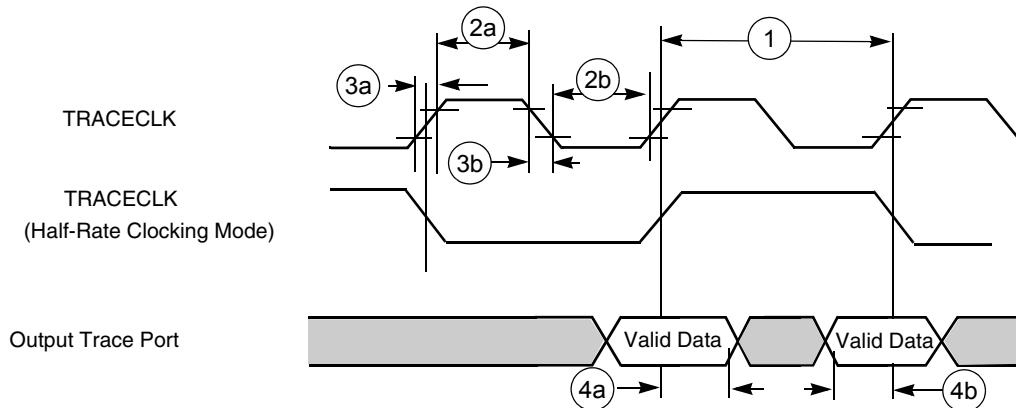 2a
1
3a
2b
TRACECLK
3b
TRACECLK
(Half-Rate Clocking Mode)
Output Trace Port
Valid Data
Valid Data
4a
4b